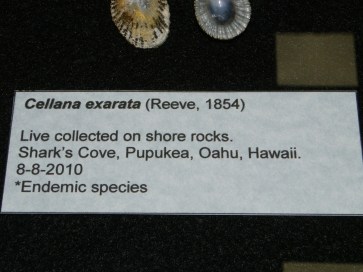 Cellana exarata (Reeve, 1854)
Live collected on shore rocks.
Shark's Cove, Pupukea, Oahu, Hawaii.
8-8-2010
*Endemic species